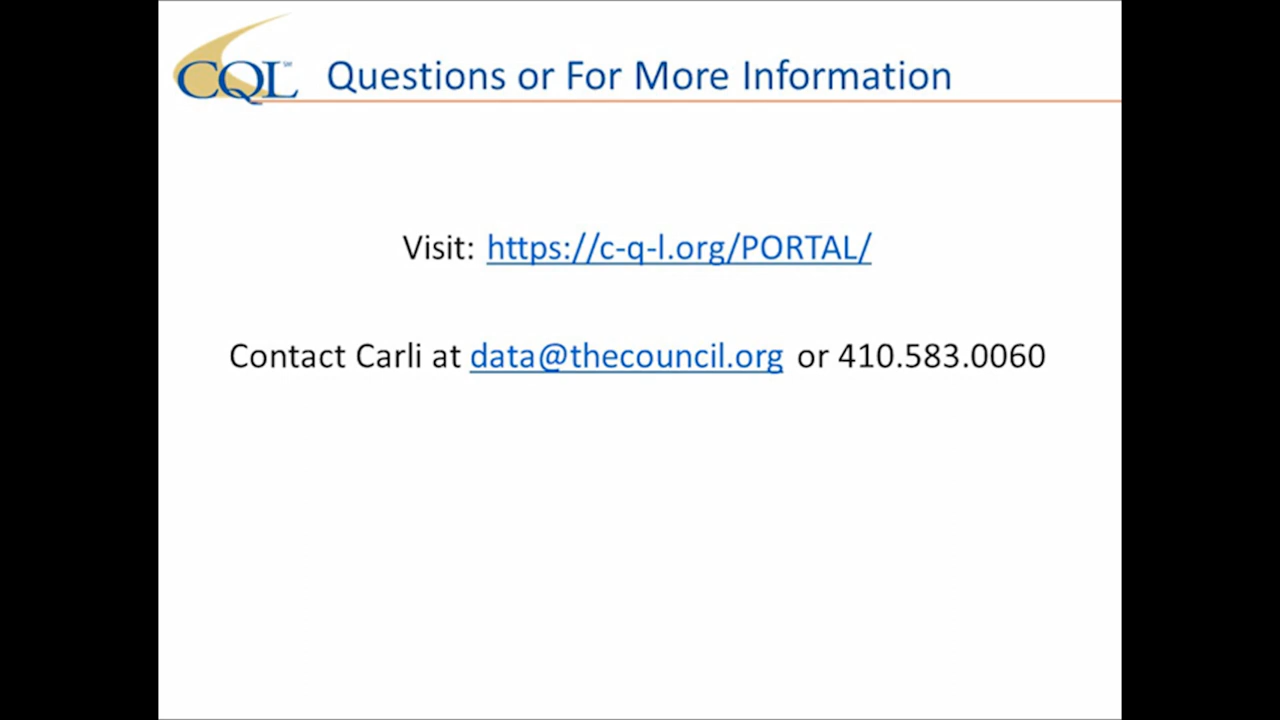 CQL℠
Questions or For More Information
Visit: https://c-q-l.org/PORTAL/
Contact Carli at data@thecouncil.org or 410.583.0060